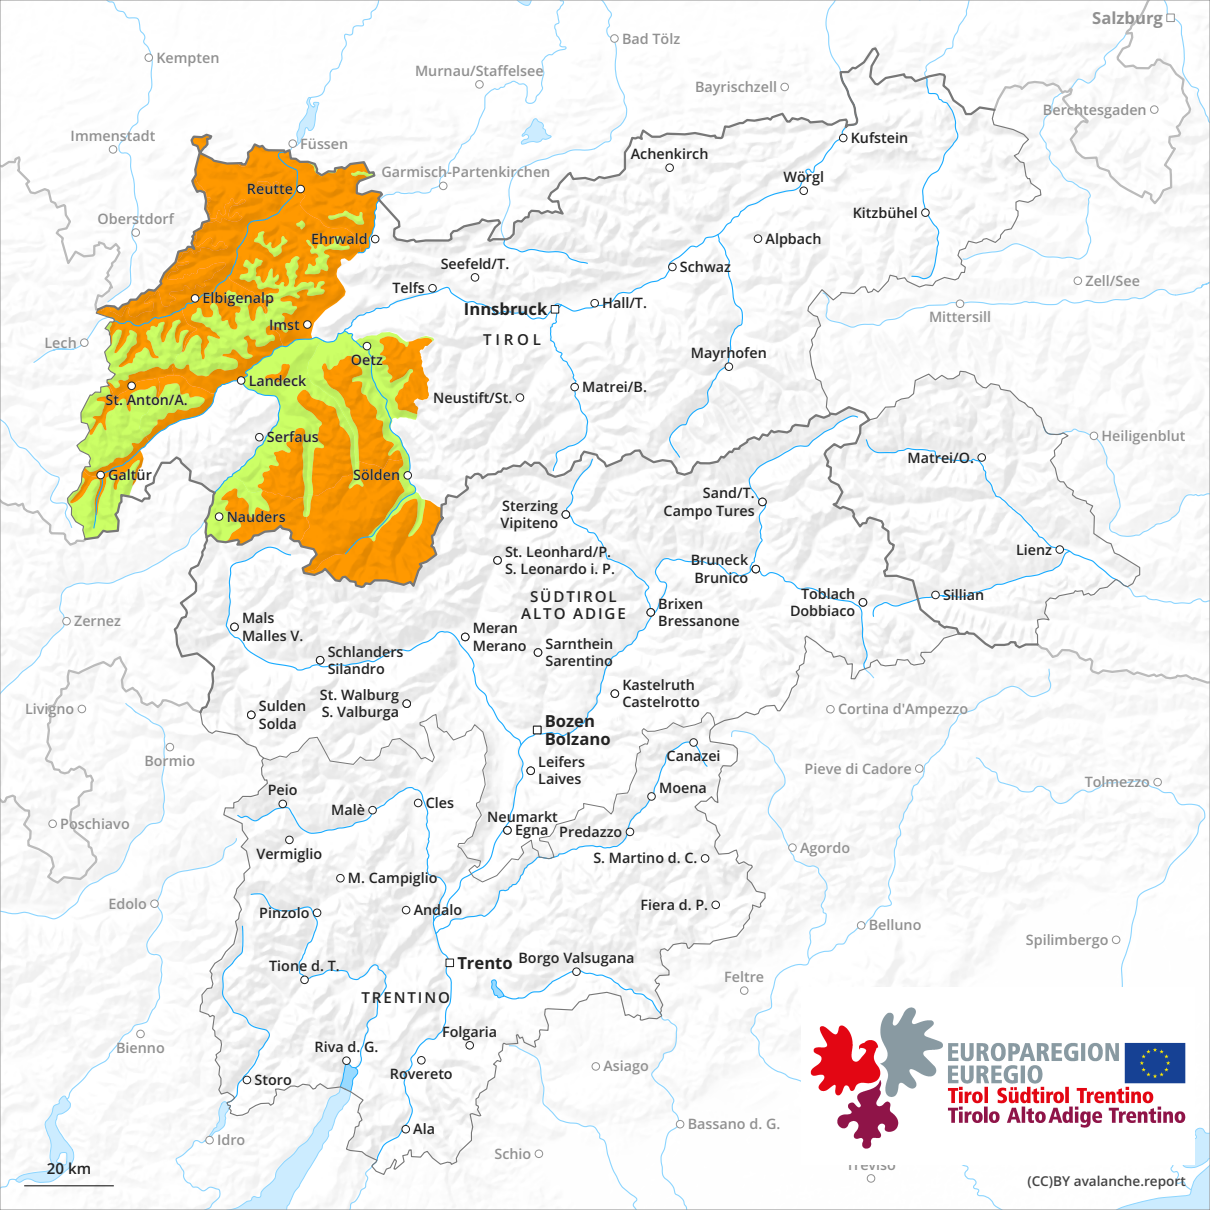 Salzburg
Bad Tölz
Kempten
Murnau/Staffelsee
Bayrischzell
Berchtesgaden
Immenstadt
Füssen
Kufstein
Achenkirch
Garmisch-Partenkirchen
Wörgl
Reutte
Oberstdorf
Kitzbühel
Ehrwald
Alpbach
Seefeld/T.
Schwaz
Zell/See
Telfs
Elbigenalp
Innsbruck
Hall/T.
Mittersill
Imst
TIROL
Lech
Oetz
Mayrhofen
Landeck
Matrei/B.
St. Anton/A.
Neustift/St.
Serfaus
Heiligenblut
Matrei/O.
Galtür
Sölden
Sand/T.
Campo Tures
Sterzing
Vipiteno
Nauders
St. Leonhard/P.
S. Leonardo i. P.
Lienz
Bruneck
Brunico
SÜDTIROL
ALTO ADIGE
Toblach
Dobbiaco
Sillian
Brixen
Bressanone
Zernez
Mals
Malles V.
Meran
Merano
Sarnthein
Sarentino
Schlanders
Silandro
Kastelruth
Castelrotto
St. Walburg
S. Valburga
Livigno
Sulden
Solda
Cortina d'Ampezzo
Bozen
Bolzano
Bormio
Canazei
Leifers
Laives
Pieve di Cadore
Tolmezzo
Peio
Moena
Malè
Cles
Neumarkt
Egna
Predazzo
Poschiavo
Vermiglio
Agordo
S. Martino d. C.
M. Campiglio
Edolo
Pinzolo
Andalo
Fiera d. P.
Belluno
Spilimbergo
Trento
Borgo Valsugana
Tione d. T.
Feltre
TRENTINO
Folgaria
Bienno
Riva d. G.
Rovereto
Asiago
Storo
EUROPAREGION
EUREGIO
Tirol Südtirol Trentino
Tirolo Alto Adige Trentino
Ala
Bassano d. G.
Idro
Schio
Treviso
20 km
(CC)BY avalanche.report